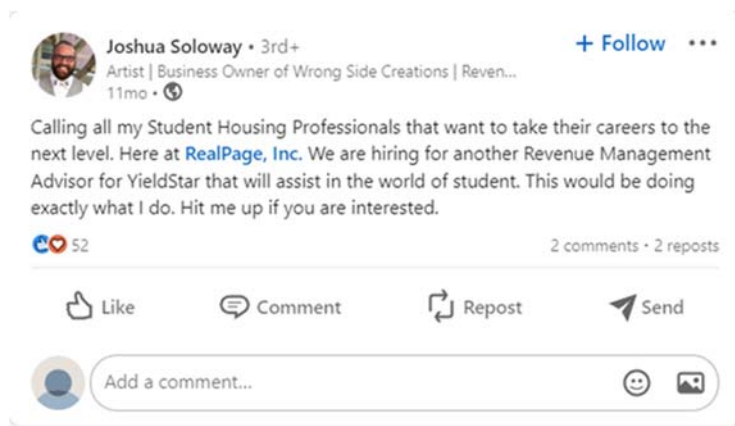 Joshua Soloway • 3rd+
+ Follow •••
Artist | Business Owner of Wrong Side Creations | Reven...
11mo •
Calling all my Student Housing Professionals that want to take their careers to the
next level. Here at RealPage, Inc. We are hiring for another Revenue Management
Advisor for YieldStar that will assist in the world of student. This would be doing
exactly what I do. Hit me up if you are interested.
52
2 comments • 2 reposts
Like
Comment
Repost
Send
Add a comment...